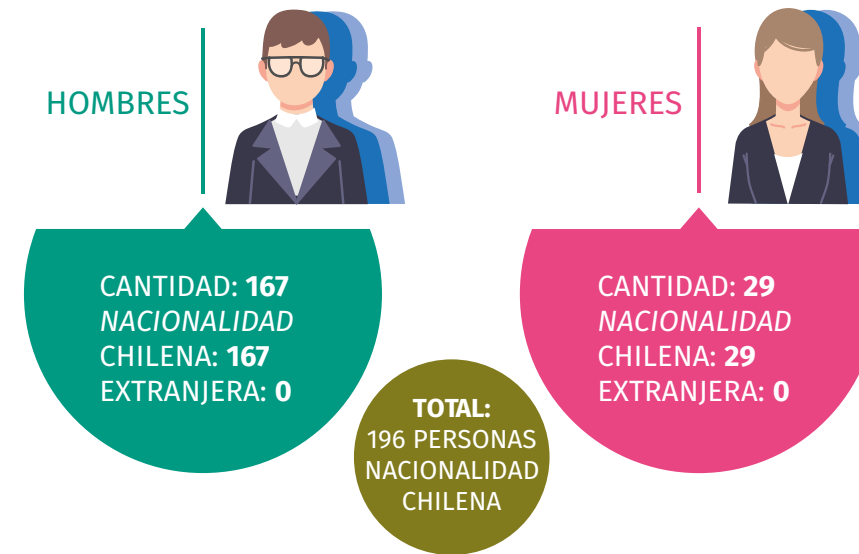 HOMBRES
CANTIDAD: 167
NACIONALIDAD
CHILENA: 167
EXTRANJERA: 0
MUJERES
CANTIDAD: 29
NACIONALIDAD
CHILENA: 29
EXTRANJERA: 0
TOTAL:
196 PERSONAS
NACIONALIDAD
CHILENA